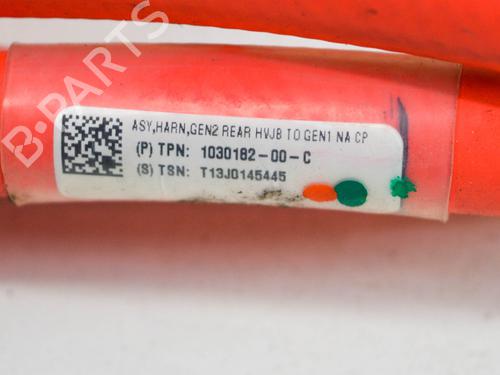 ASY,HARN,GEN2 REAR HVJB TO GEN1 NA CP
(P) TPN: 1030182-00-C
(S) TSN: T13J0145445
B-PARTS